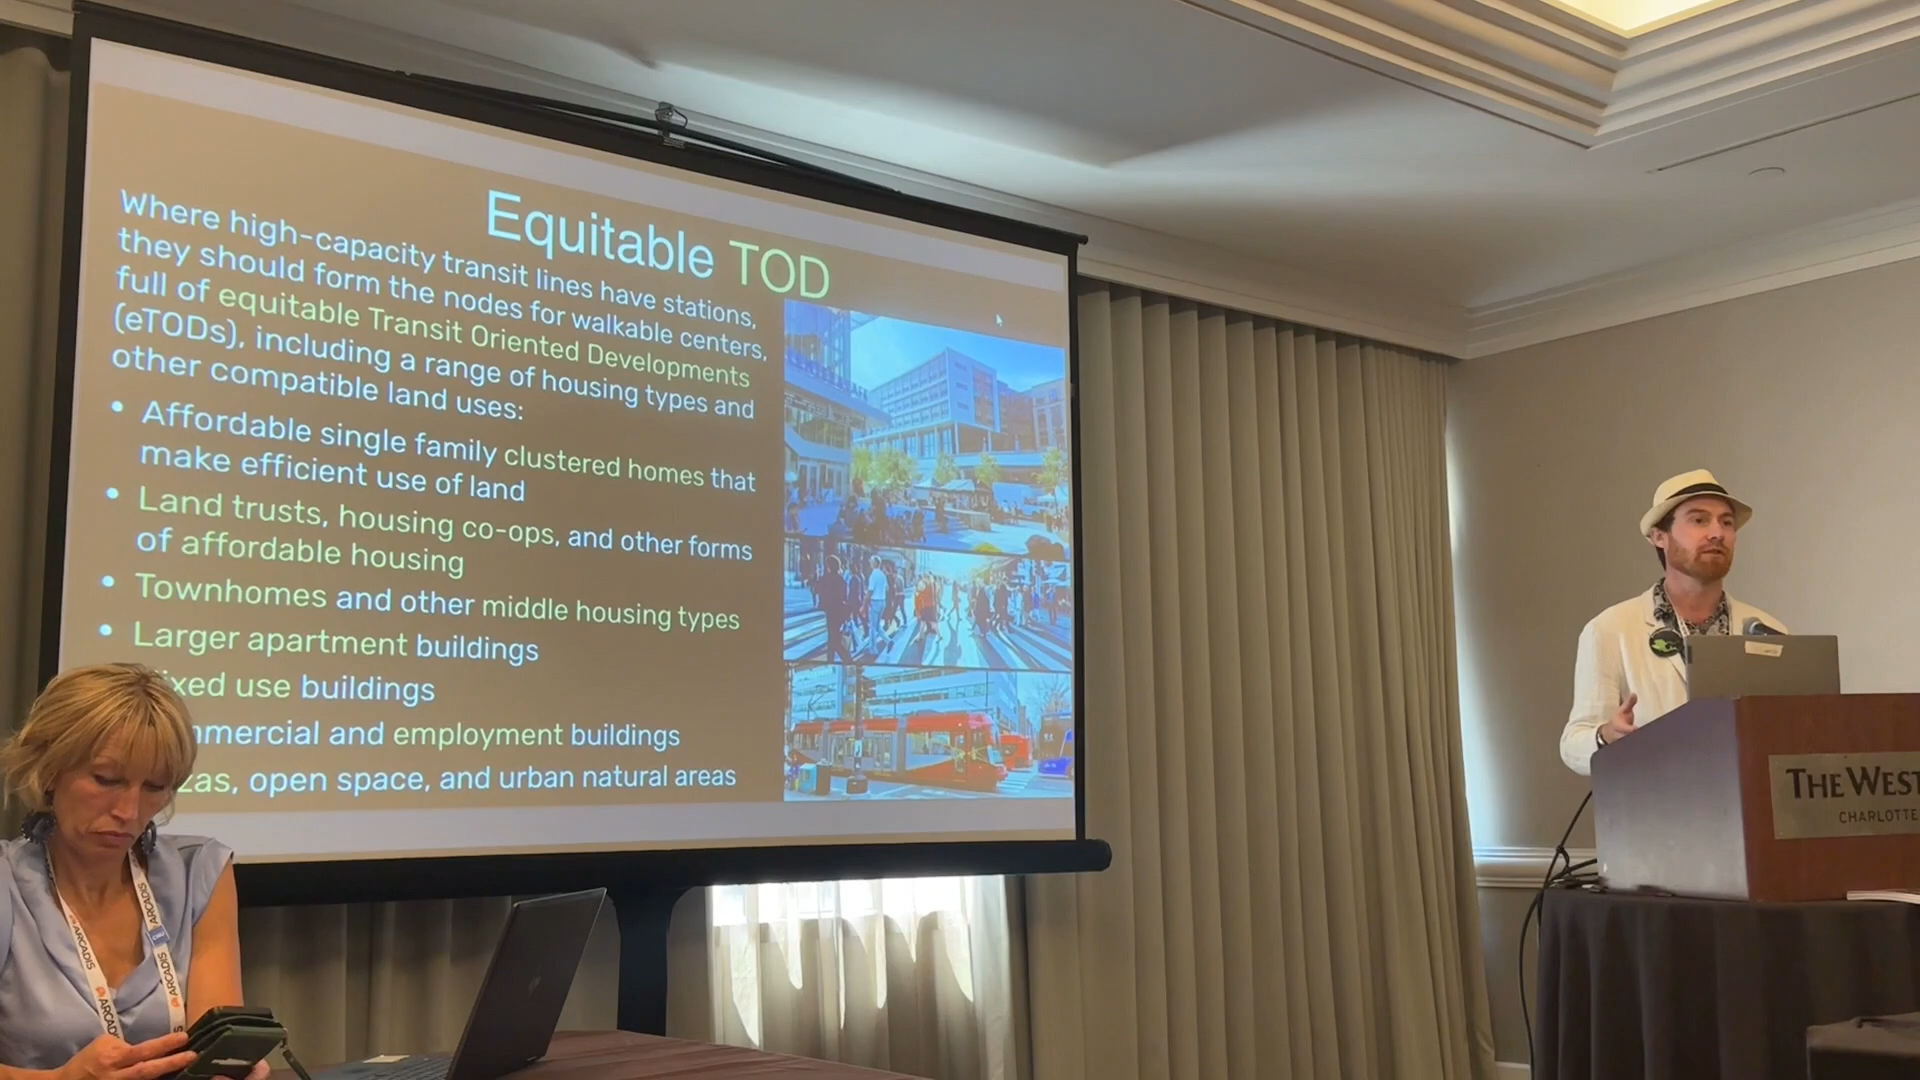 Equitable TOD
Where high-capacity transit lines have stations,
they should form the nodes for walkable centers,
full of equitable Transit Oriented Developments
(eTODs), including a range of housing types and
other compatible land uses:
• Affordable single family clustered homes that
make efficient use of land
• Land trusts, housing co-ops, and other forms
of affordable housing
• Townhomes and other middle housing types
• Larger apartment buildings
ixed use buildings
mmercial and employment buildings
zas, open space, and urban natural areas
THE WEST
CHARLOTTE
ARCADIS
ARCADIS
ARCADIS
ARCAD